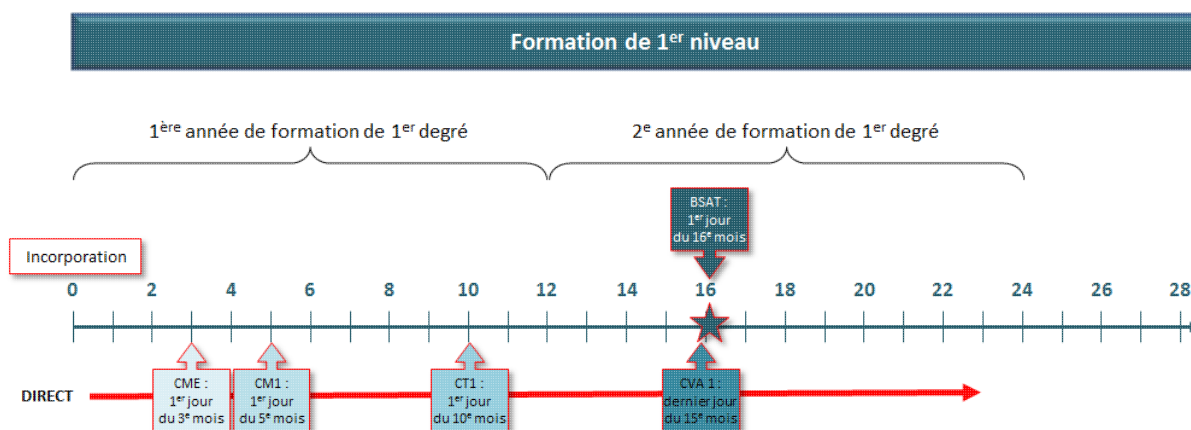 Formation de 1er niveau
1ère année de formation de 1er degré
2e année de formation de 1er degré
BSAT :
1er jour
du 16e mois
Incorporation
0 2 4 6 8 10 12 14 16 18 20 22 24 26 28
DIRECT
CME :
1er jour
du 3e mois
CM1 :
1er jour
du 5e mois
CT1 :
1er jour
du 10e mois
CVA 1 :
dernier jour
du 15e mois